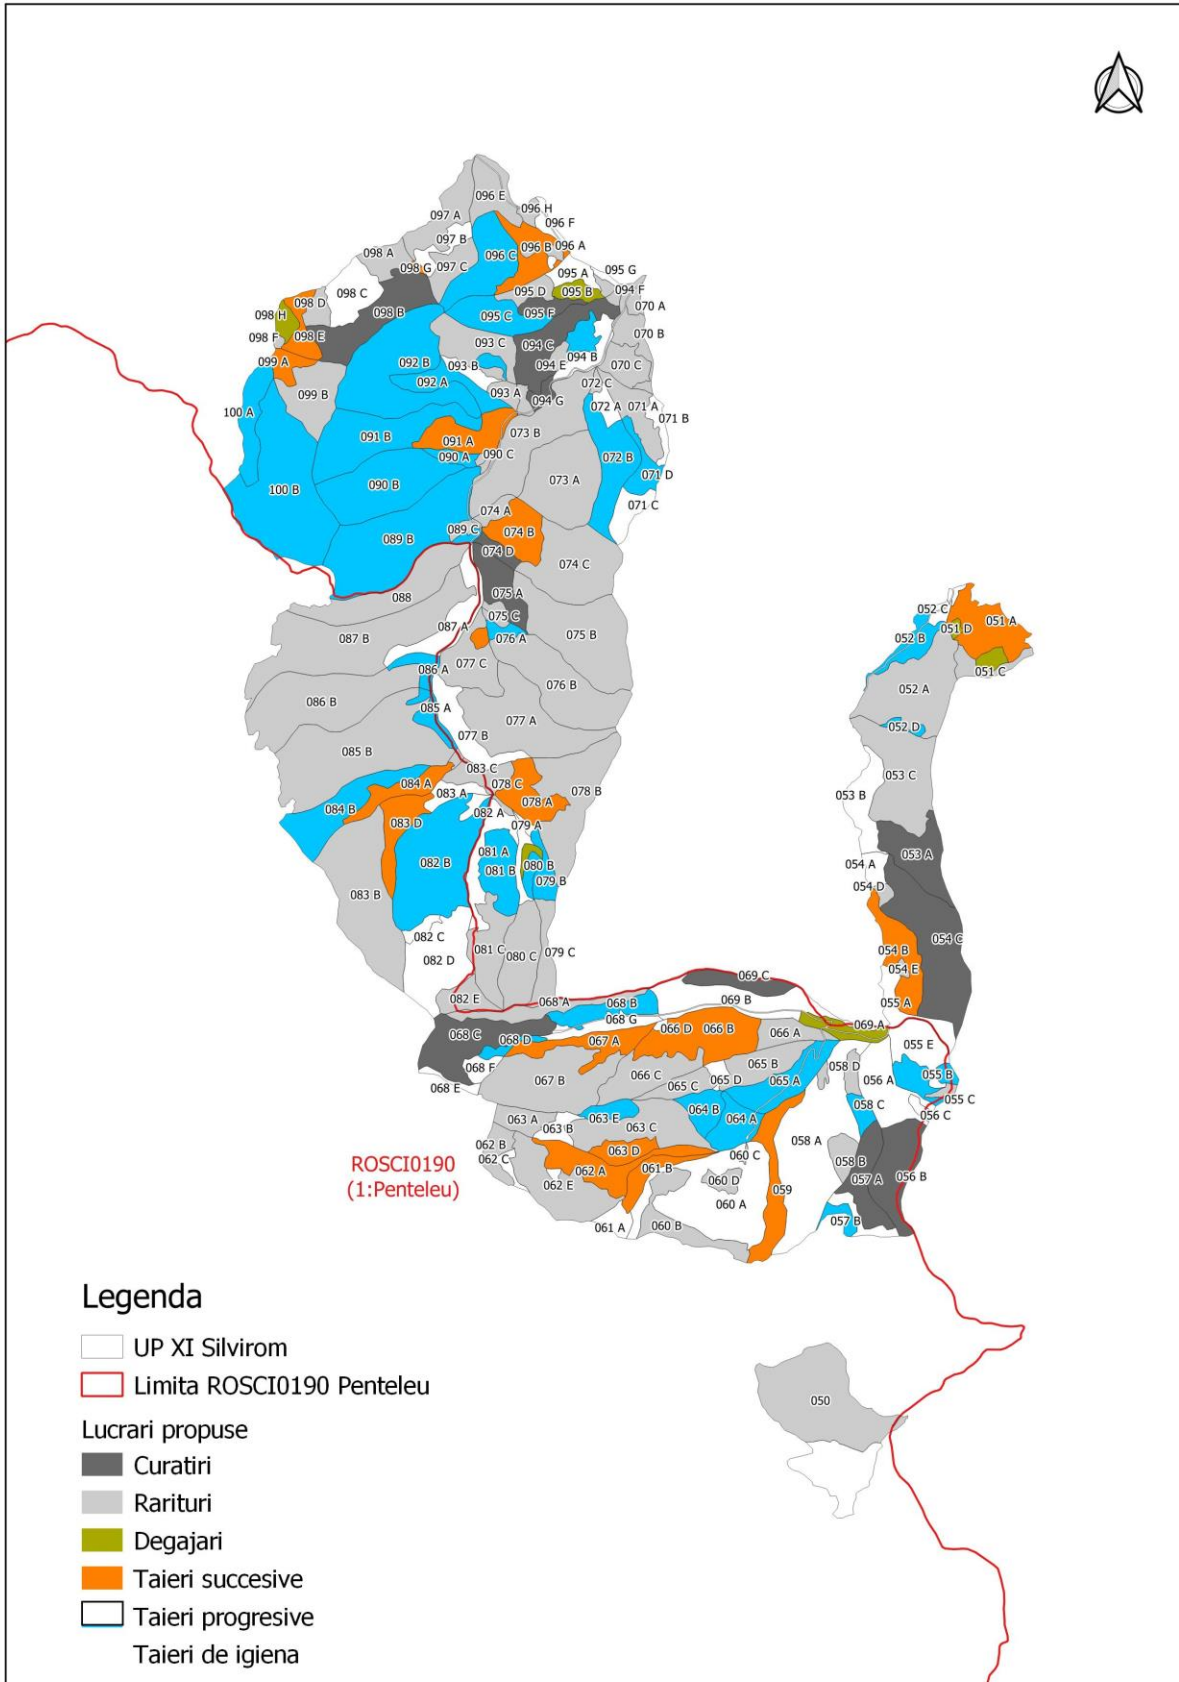 096 E
096 H
097 A
096 F
097 B
096 B
096 A
098 A
096 C
098 G
097 C
095 A
095 G
098 C
095 D
095 B
094 F
098 D
070 A
098 H
098 B
095 C
095 F
070 B
098 F
098 E
093 C
094 C
094 B
099 A
092 B
093 B
094 E
070 C
092 A
072 C
099 B
093 A
094 G
072 A
071 A
100 A
071 B
091 B
091 A
073 B
090 A
090 C
072 B
071 D
090 B
073 A
100 B
071 C
074 A
089 C
074 B
089 B
074 D
074 C
088
075 A
052 C
075 C
051 A
087 A
051 D
087 B
076 A
075 B
052 B
077 C
086 A
051 C
076 B
052 A
086 B
085 A
077 A
052 D
077 B
085 B
083 C
053 C
084 A
078 C
083 A
078 B
053 B
078 A
084 B
082 A
083 D
079 A
081 A
053 A
082 B
080 B
054 A
081 B
079 B
054 D
083 B
082 C
054 C
081 C
080 C
079 C
054 B
082 D
054 E
069 C
082 E
068 A
068 B
069 B
055 A
068 G
069 A
068 C
066 D
066 B
066 A
068 D
067 A
055 E
068 F
065 B
058 D
055 B
067 B
066 C
065 D
065 A
056 A
068 E
065 C
055 C
064 B
058 C
063 A
063 E
064 A
056 C
063 B
063 C
062 B
058 A
063 D
060 C
062 C
058 B
ROSCI0190
(1:Penteleu)
062 A
061 B
060 D
057 A
056 B
062 E
059
060 A
061 A
060 B
057 B
Legenda
UP XI Silvirom
Limita ROSCI0190 Penteleu
050
Lucrari propuse
Curatiri
Rarituri
Degajari
Taieri succesive
Taieri progresive
Taieri de igiena